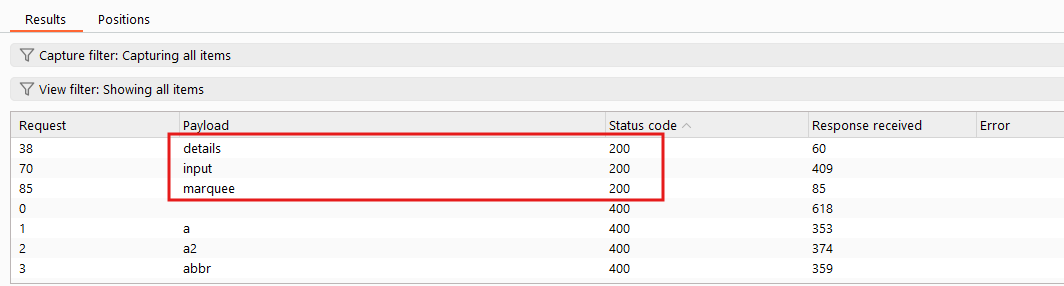 Results Positions
Capture filter: Capturing all items
View filter: Showing all items
Request Payload Status code Response received Error
38 details 200 60
70 input 200 409
85 marquee 200 85
0 400 618
1 a 400 353
2 a2 400 374
3 abbr 400 359